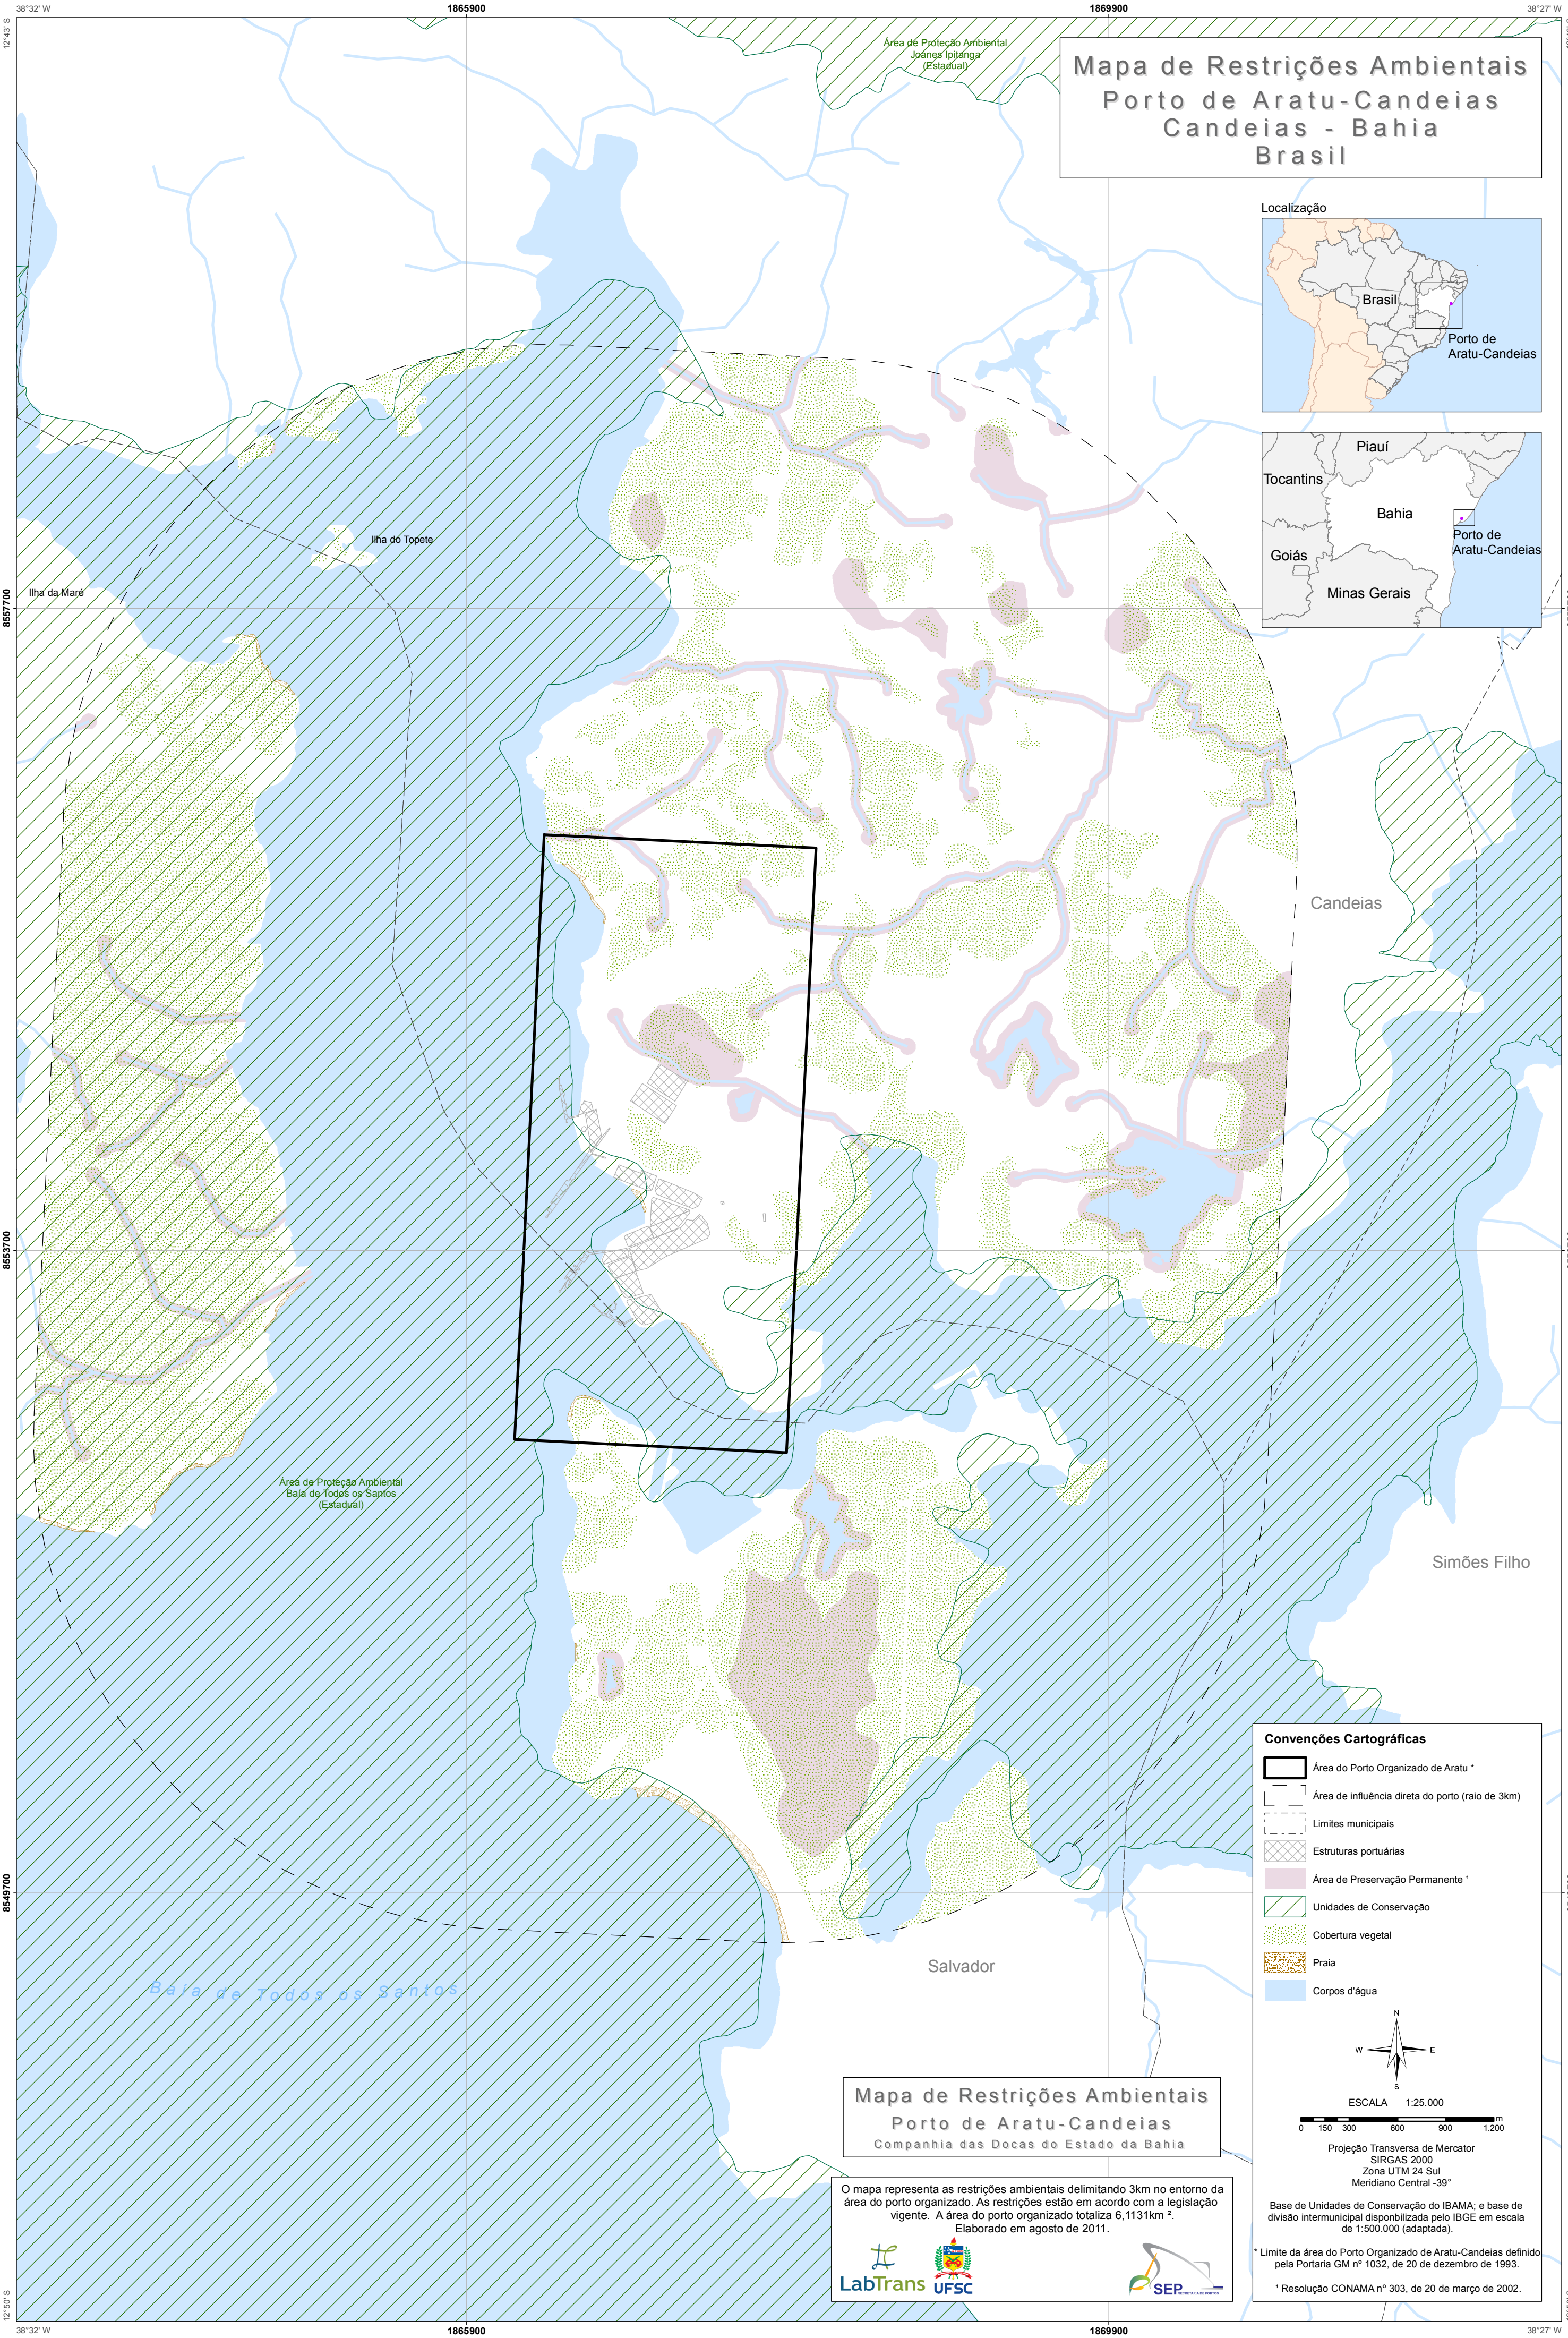 38°32' W
1865900
1869900
38°27' W
12°43' S
Área de Proteção Ambiental
Joanes Ipitanga
(Estadual)
Mapa de Restrições Ambientais
Porto de Aratu-Candeias
Candeias - Bahia
Brasil
Localização
Brasil
Porto de
Aratu-Candeias
Piauí
Tocantins
Bahia
Porto de
Aratu-Candeias
Goiás
Minas Gerais
Ilha do Topete
Ilha da Maré
8557700
Candeias
8553700
Área de Proteção Ambiental
Baía de Todos os Santos
(Estadual)
Simões Filho
8549700
Salvador
Baía de Todos os Santos
Convenções Cartográficas
Área do Porto Organizado de Aratu *
Área de influência direta do porto (raio de 3km)
Limites municipais
Estruturas portuárias
Área de Preservação Permanente ¹
Unidades de Conservação
Cobertura vegetal
Praia
Corpos d'água
N
W
E
S
ESCALA 1:25.000
m
0 150 300 600 900 1.200
Projeção Transversa de Mercator
SIRGAS 2000
Zona UTM 24 Sul
Meridiano Central -39°
Base de Unidades de Conservação do IBAMA; e base de
divisão intermunicipal disponbilizada pelo IBGE em escala
de 1:500.000 (adaptada).
* Limite da área do Porto Organizado de Aratu-Candeias definido
pela Portaria GM nº 1032, de 20 de dezembro de 1993.
¹ Resolução CONAMA nº 303, de 20 de março de 2002.
Mapa de Restrições Ambientais
Porto de Aratu-Candeias
Companhia das Docas do Estado da Bahia
O mapa representa as restrições ambientais delimitando 3km no entorno da
área do porto organizado. As restrições estão em acordo com a legislação
vigente. A área do porto organizado totaliza 6,1131km ².
Elaborado em agosto de 2011.
LabTrans
UFSC
SEP
SECRETARIA DE PORTOS
12°50' S
38°32' W
1865900
1869900
38°27' W